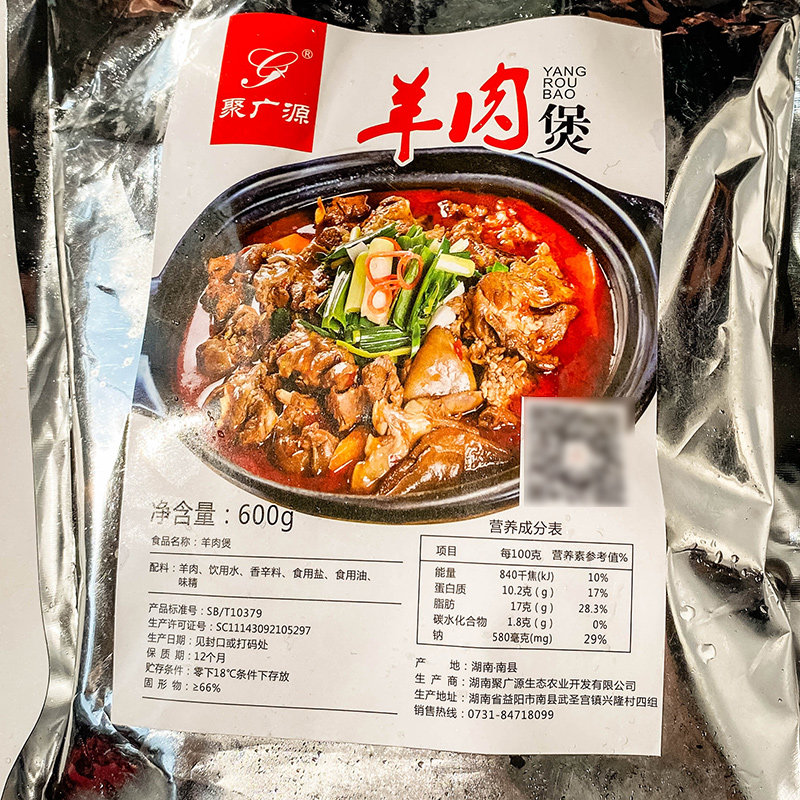 ®
聚广源
羊肉煲
YANG
ROU
BAO
净含量：600g
食品名称：羊肉煲
配料：羊肉、饮用水、香辛料、食用盐、食用油、
味精
产品标准号：SB/T10379
生产许可证号：SC11143092105297
生产日期：见封口或打码处
保 质 期：12个月
贮存条件：零下18℃条件下存放
固 形 物：≥66%
营养成分表
项目 每100克 营养素参考值%
能量 840千焦(kJ) 10%
蛋白质 10.2克(g) 17%
脂肪 17克(g) 28.3%
碳水化合物 1.8克(g) 0%
钠 580毫克(mg) 29%
产 地：湖南·南县
生 产 商：湖南聚广源生态农业开发有限公司
生产地址：湖南省益阳市南县武圣宫镇兴隆村四组
销售热线：0731-84718099